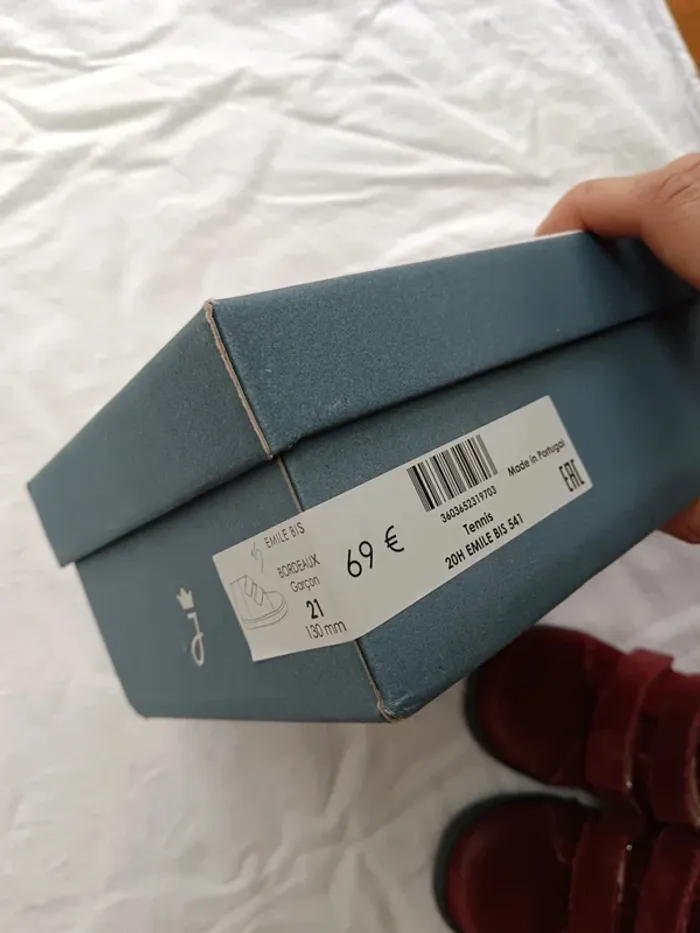 EMILE BIS
BORDEAUX
Garçon
21
130 mm
69 €
3603652319703
Tennis
20H EMILE BIS 541
Made in Portugal
EAC
j